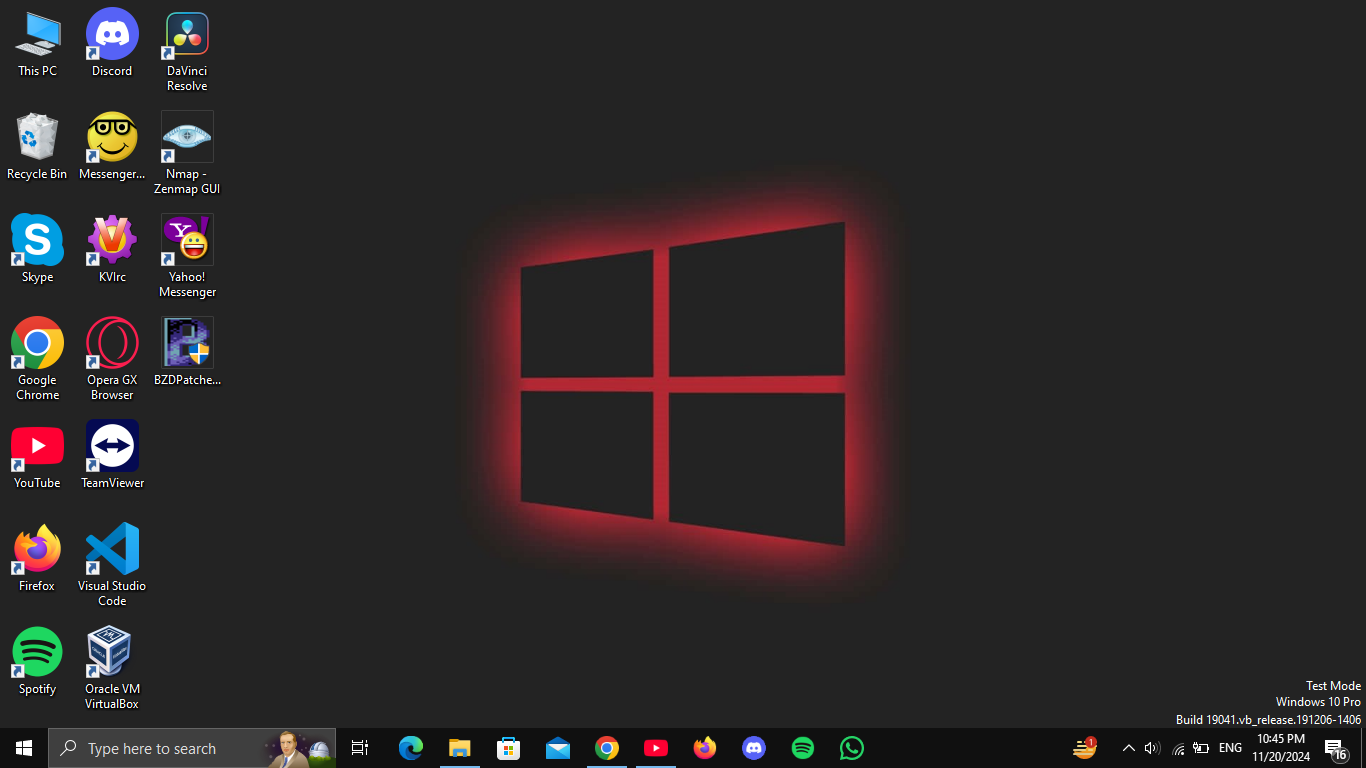 This PC
Discord
DaVinci
Resolve
Recycle Bin
Messenger...
Nmap -
Zenmap GUI
Skype
KVIrc
Yahoo!
Messenger
Google
Chrome
Opera GX
Browser
BZDPatche...
YouTube
TeamViewer
Firefox
Visual Studio
Code
Spotify
Oracle VM
VirtualBox
Test Mode
Windows 10 Pro
Build 19041.vb_release.191206-1406
Type here to search
1
ENG
10:45 PM
11/20/2024
16